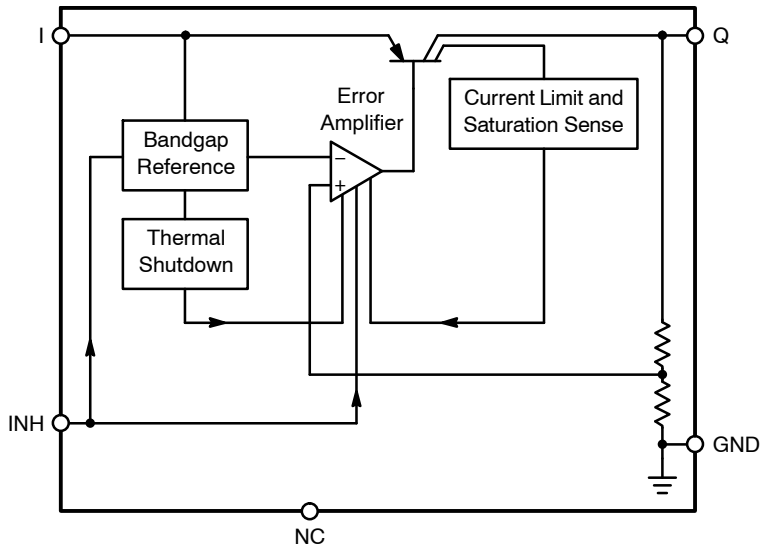 I
Q
Error
Amplifier
Current Limit and
Saturation Sense
Bandgap
Reference
−
+
Thermal
Shutdown
INH
GND
NC